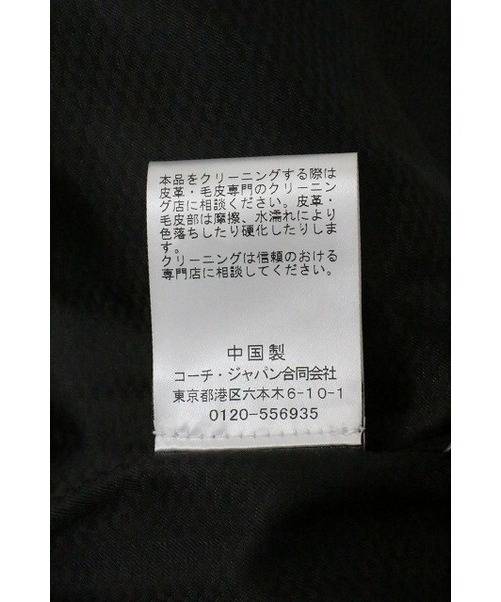 本品をクリーニングする際は
皮革・毛皮専門のクリーニン
グ店に相談ください。皮革・
毛皮部は摩擦、水濡れにより
色落ちしたり硬化したりしま
す。
クリーニングは信頼のおける
専門店に相談してください。
中国製
コーチ・ジャパン合同会社
東京都港区六本木6-10-1
0120-556935